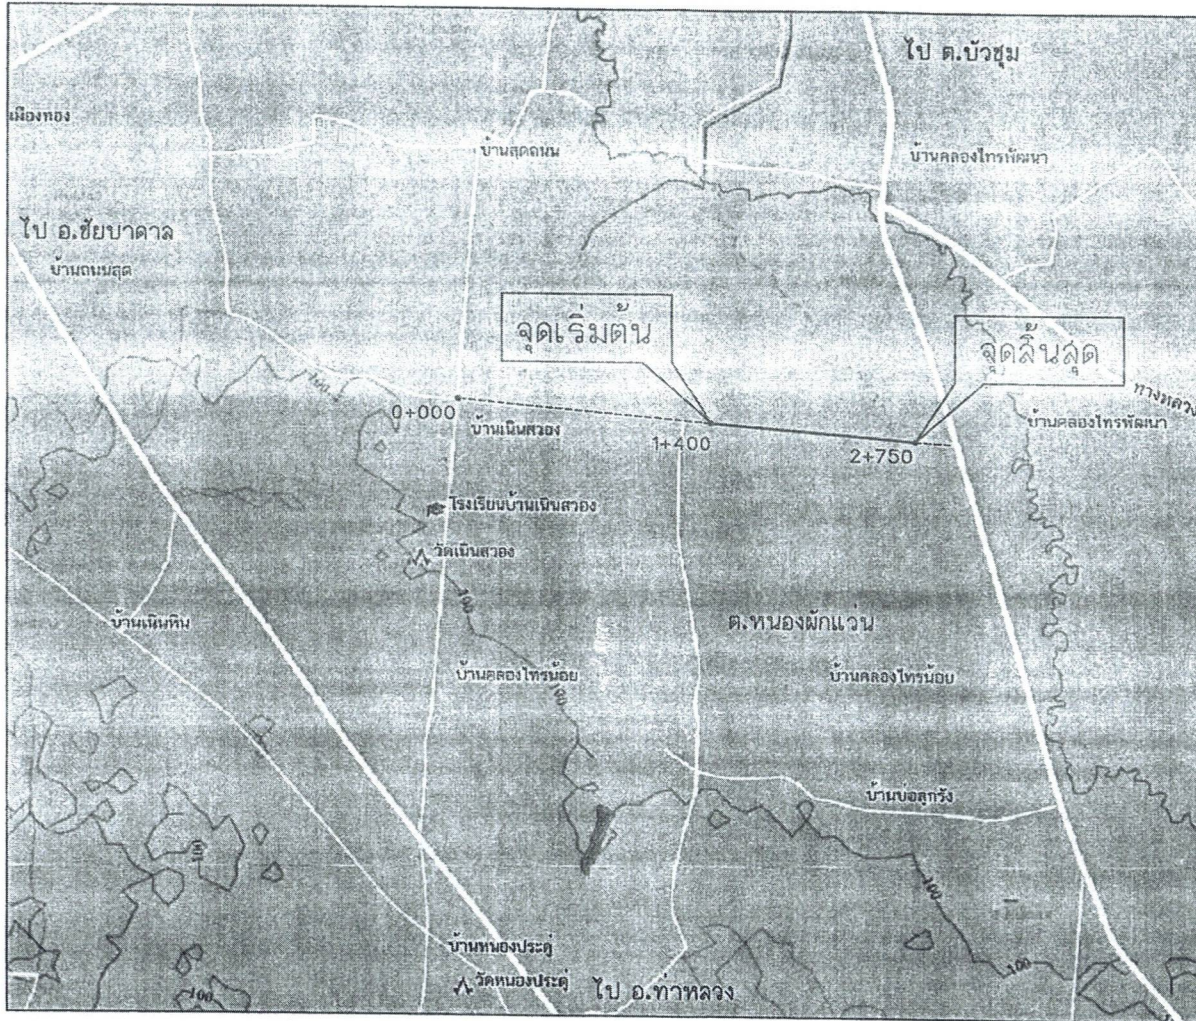 ไป ต.บัวชุม
เมืองทอง
บ้านสุดถนน
บ้านคลองไทรพัฒนา
ไป อ.ชัยบาดาล
บ้านถนนสุด
จุดเริ่มต้น
จุดสิ้นสุด
100
ทางหลวง
0+000
บ้านเนินสวอง
1+400
2+750
บ้านคลองไทรพัฒนา
โรงเรียนบ้านเนินสวอง
วัดเนินสวอง
100
บ้านเนินหิน
ต.หนองผักแว่น
บ้านคลองไทรน้อย
บ้านคลองไทรน้อย
100
บ้านบ่อลูกรัง
100
บ้านหนองประดู่
วัดหนองประดู่
ไป อ.ท่าหลวง
100
100